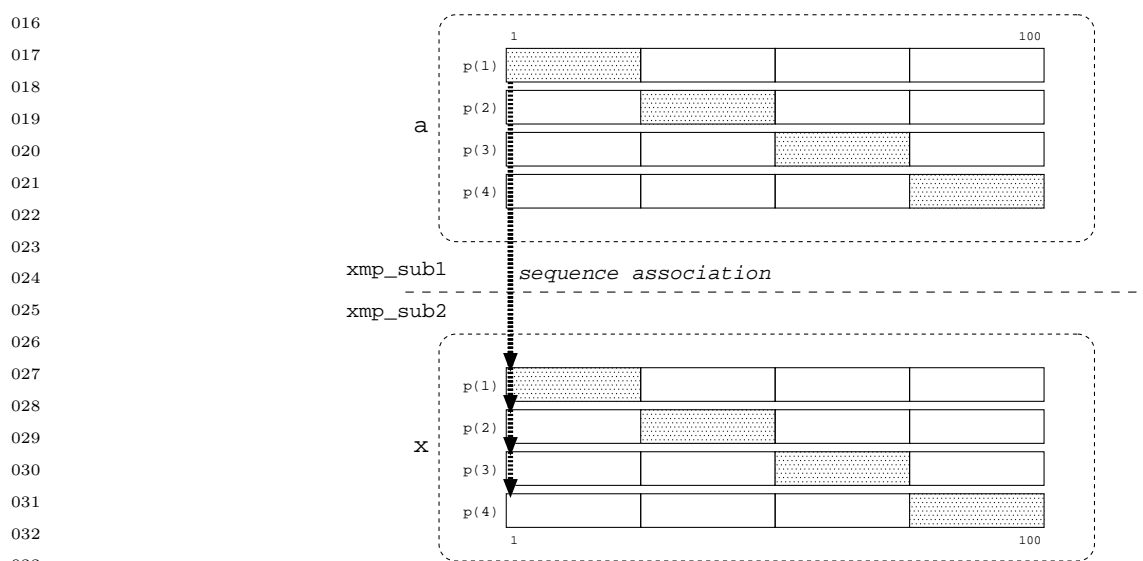 016
1 100
017
p(1)
018
p(2)
019
a
020
p(3)
021
p(4)
022
023
024
xmp_sub1 sequence association
025
xmp_sub2
026
027
p(1)
028
p(2)
029
x
030
p(3)
031
p(4)
032
1 100